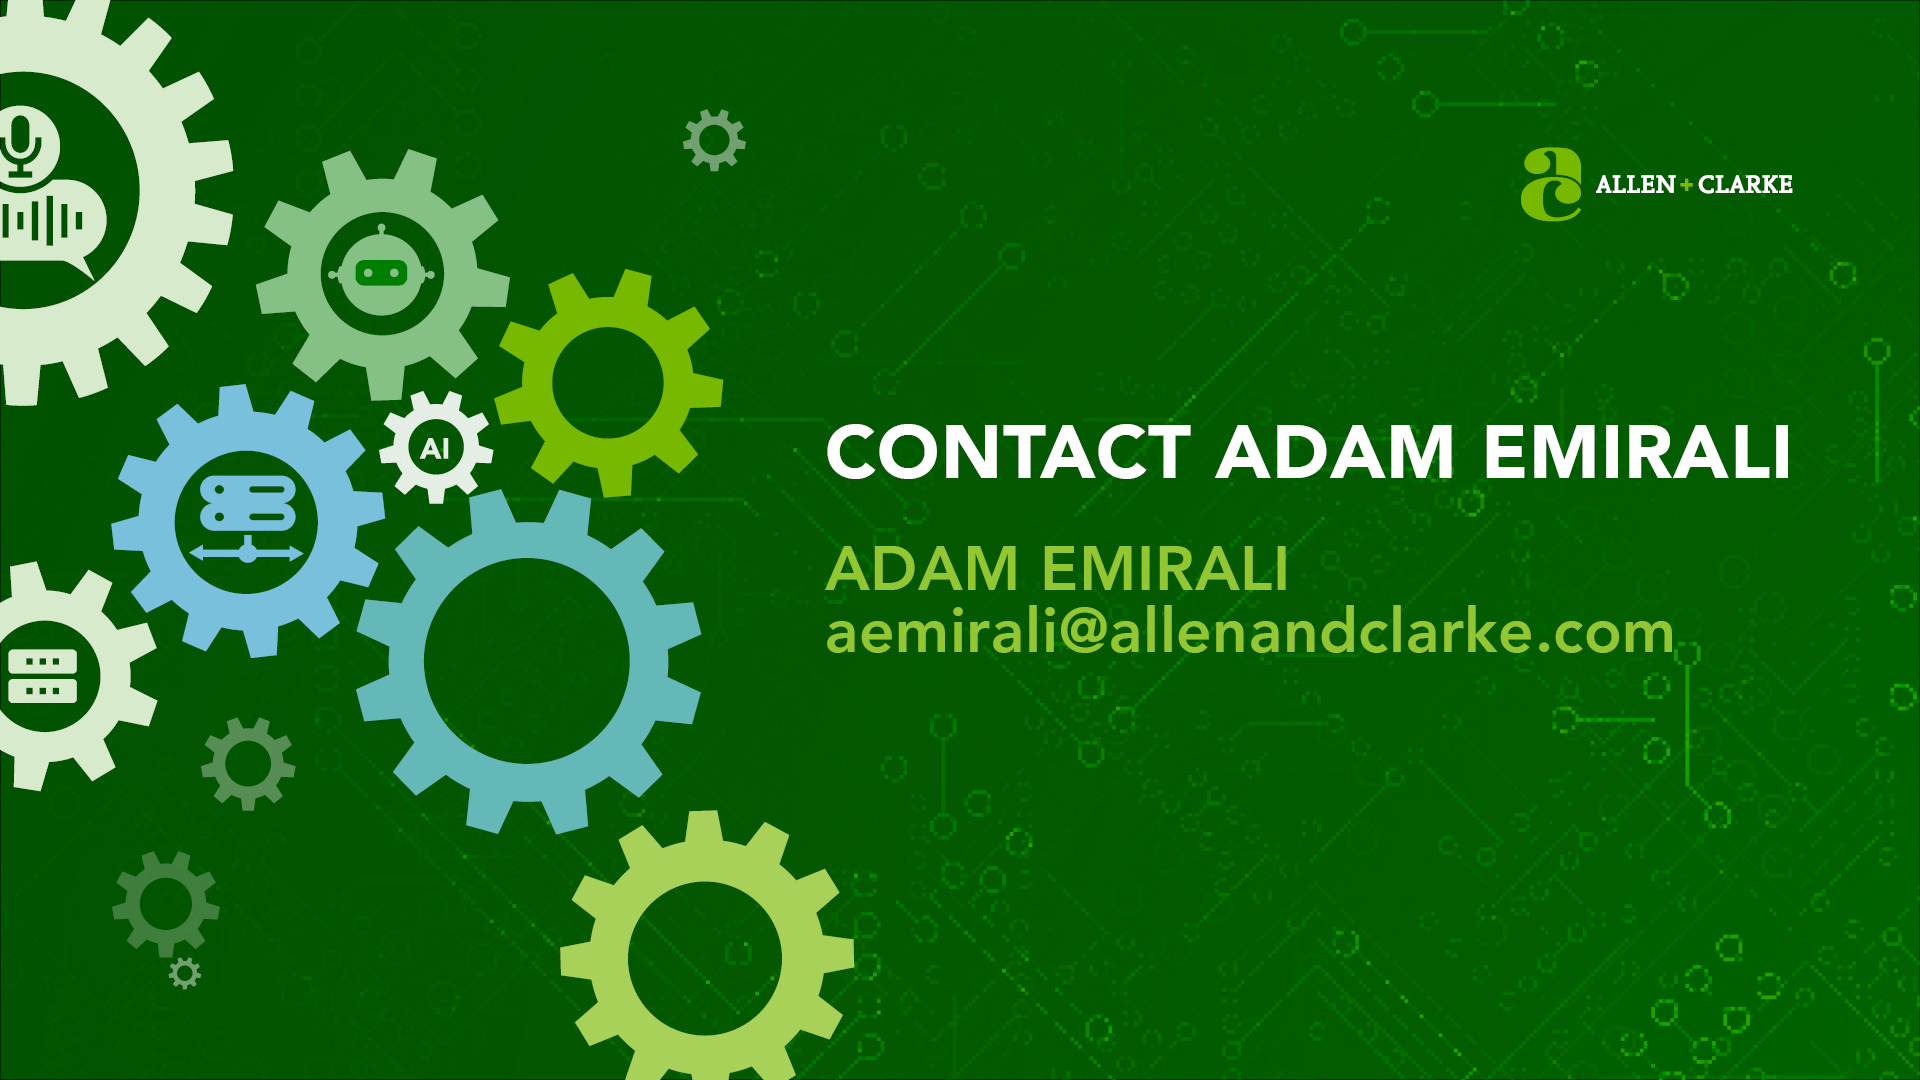 AI
ALLEN + CLARKE
CONTACT ADAM EMIRALI
ADAM EMIRALI
aemirali@allenandclarke.com